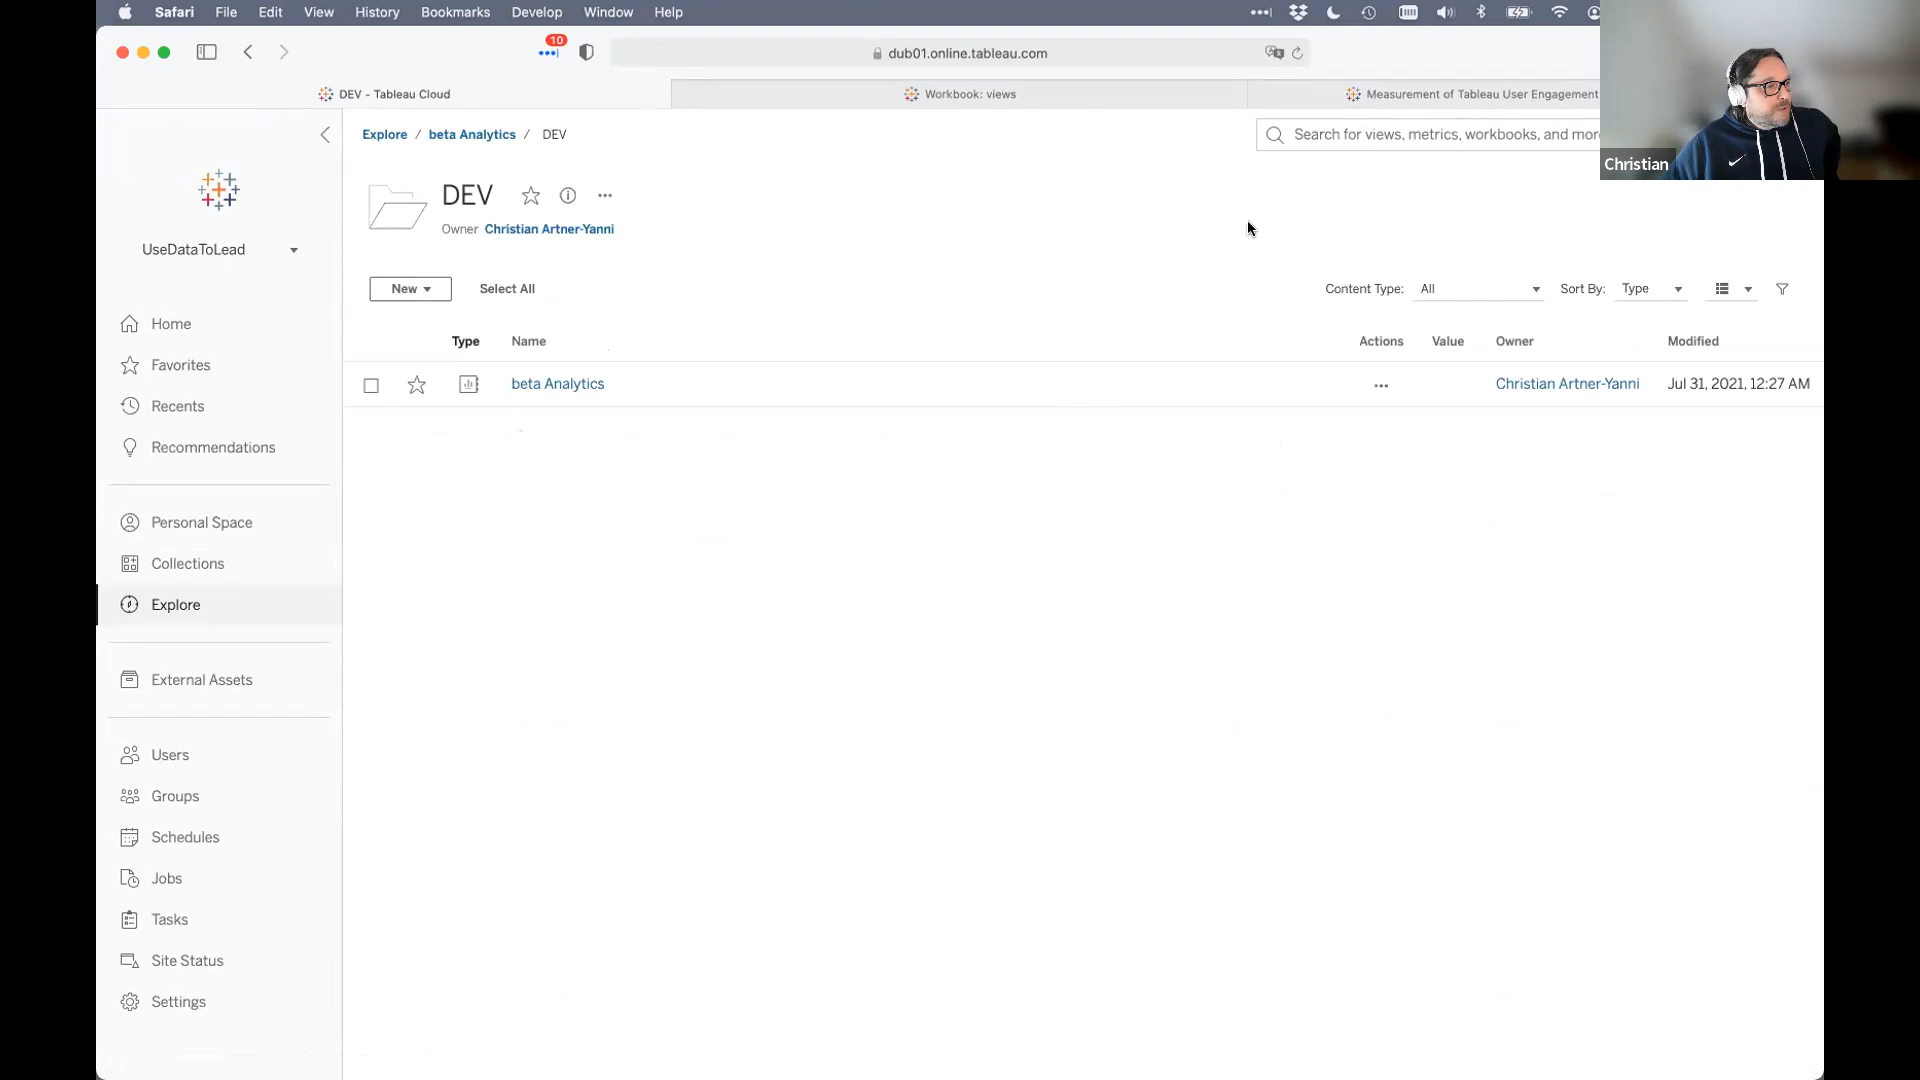 Safari File Edit View History Bookmarks Develop Window Help
10
dub01.online.tableau.com
DEV - Tableau Cloud
Workbook: views
Measurement of Tableau User Engagement
Christian
Explore / beta Analytics / DEV
Search for views, metrics, workbooks, and more
DEV
Owner Christian Artner-Yanni
UseDataToLead
New
Select All
Content Type: All
Sort By: Type
Home
Favorites
Recents
Recommendations
Personal Space
Collections
Explore
External Assets
Users
Groups
Schedules
Jobs
Tasks
Site Status
Settings
Type Name Actions Value Owner Modified
beta Analytics Christian Artner-Yanni Jul 31, 2021, 12:27 AM